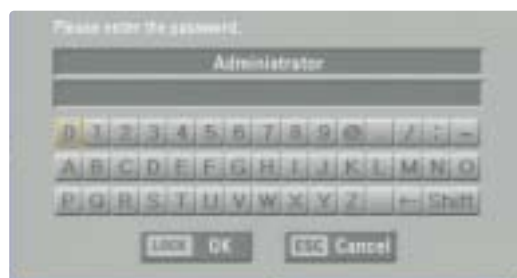 Please enter the password.
Administrator
0 1 2 3 4 5 6 7 8 9 @ . / : -
A B C D E F G H I J K L M N O
P Q R S T U V W X Y Z ← Shift
LOCK OK ESC Cancel